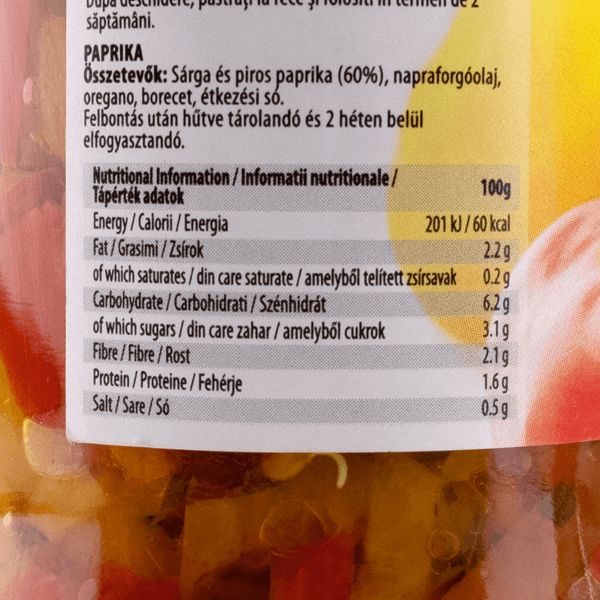 După deschidere, păstrați la rece și folosiți în termen de 2
săptămâni.
PAPRIKA
Összetevők: Sárga és piros paprika (60%), napraforgóolaj,
oregano, borecet, étkezési só.
Felbontás után hűtve tárolandó és 2 héten belül
elfogyasztandó.
Nutritional Information / Informatii nutritionale /
Tápérték adatok 100g
Energy / Calorii / Energia 201 kJ / 60 kcal
Fat / Grasimi / Zsírok 2.2 g
of which saturates / din care saturate / amelyből telített zsírsavak 0.2 g
Carbohydrate / Carbohidrati / Szénhidrát 6.2 g
of which sugars / din care zahar / amelyből cukrok 3.1 g
Fibre / Fibre / Rost 2.1 g
Protein / Proteine / Fehérje 1.6 g
Salt / Sare / Só 0.5 g